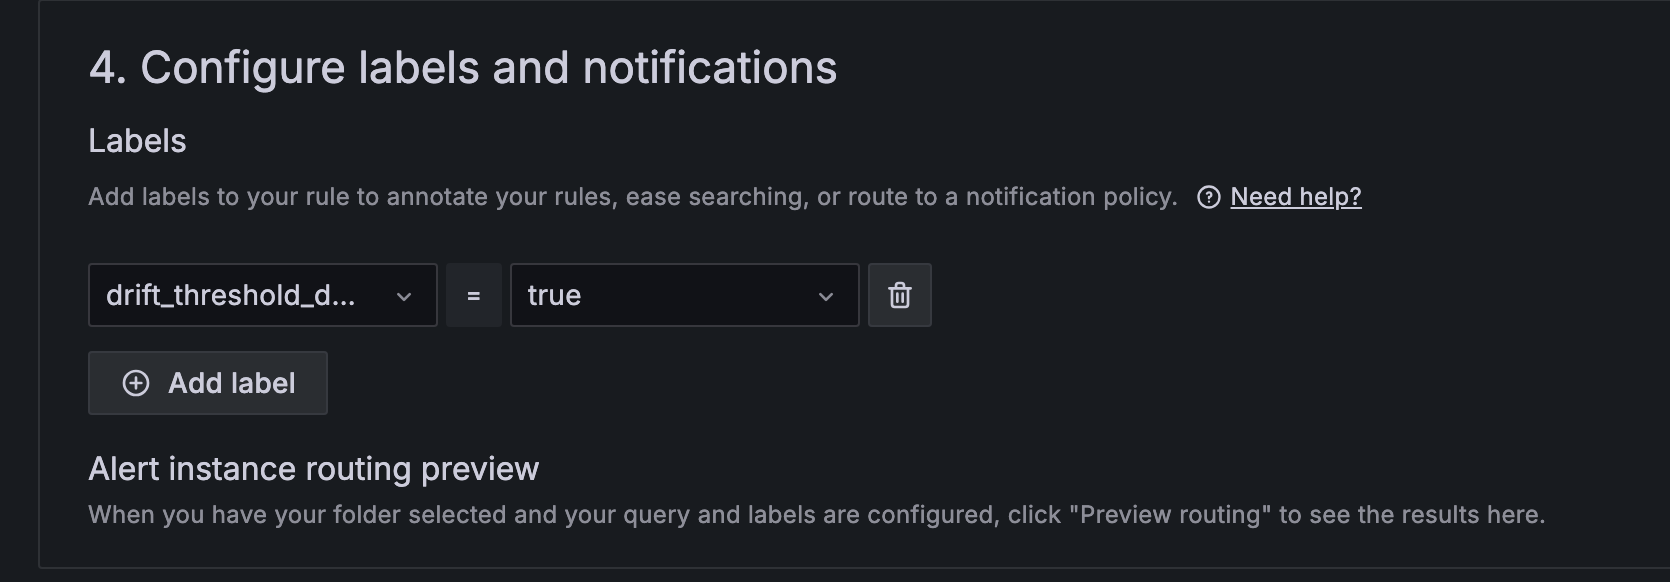 4. Configure labels and notifications
Labels
Add labels to your rule to annotate your rules, ease searching, or route to a notification policy. Need help?
drift_threshold_d... = true
Add label
Alert instance routing preview
When you have your folder selected and your query and labels are configured, click "Preview routing" to see the results here.